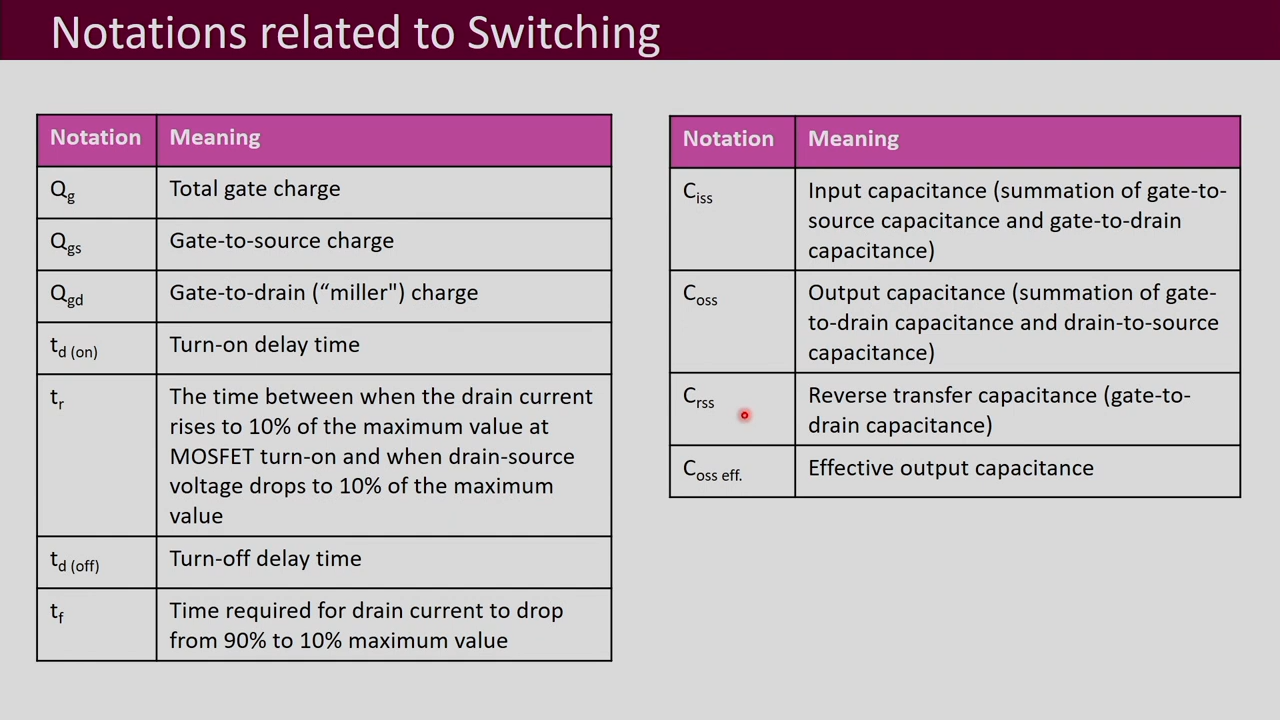 Notations related to Switching
Notation Meaning
Qg Total gate charge
Qgs Gate-to-source charge
Qgd Gate-to-drain (“miller") charge
td (on) Turn-on delay time
tr The time between when the drain current
rises to 10% of the maximum value at
MOSFET turn-on and when drain-source
voltage drops to 10% of the maximum
value
td (off) Turn-off delay time
tf Time required for drain current to drop
from 90% to 10% maximum value
Notation Meaning
Ciss Input capacitance (summation of gate-to-
source capacitance and gate-to-drain
capacitance)
Coss Output capacitance (summation of gate-
to-drain capacitance and drain-to-source
capacitance)
Crss Reverse transfer capacitance (gate-to-
drain capacitance)
Coss eff. Effective output capacitance